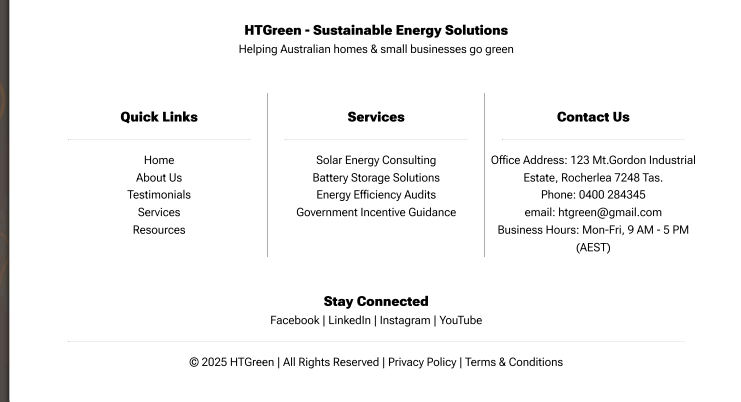 HTGreen - Sustainable Energy Solutions
Helping Australian homes & small businesses go green
Quick Links
Home
About Us
Testimonials
Services
Resources
Services
Solar Energy Consulting
Battery Storage Solutions
Energy Efficiency Audits
Government Incentive Guidance
Contact Us
Office Address: 123 Mt.Gordon Industrial
Estate, Rocherlea 7248 Tas.
Phone: 0400 284345
email: htgreen@gmail.com
Business Hours: Mon-Fri, 9 AM - 5 PM
(AEST)
Stay Connected
Facebook | LinkedIn | Instagram | YouTube
© 2025 HTGreen | All Rights Reserved | Privacy Policy | Terms & Conditions